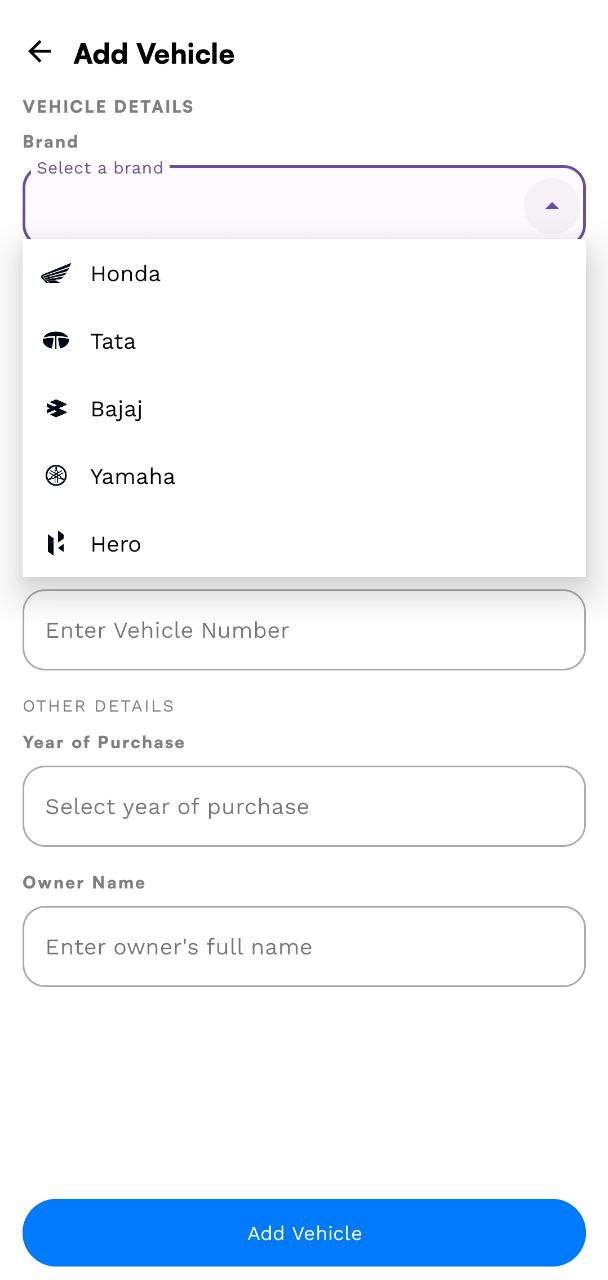 Add Vehicle
VEHICLE DETAILS
Brand
Select a brand
Honda
Tata
Bajaj
Yamaha
Hero
Enter Vehicle Number
OTHER DETAILS
Year of Purchase
Select year of purchase
Owner Name
Enter owner's full name
Add Vehicle